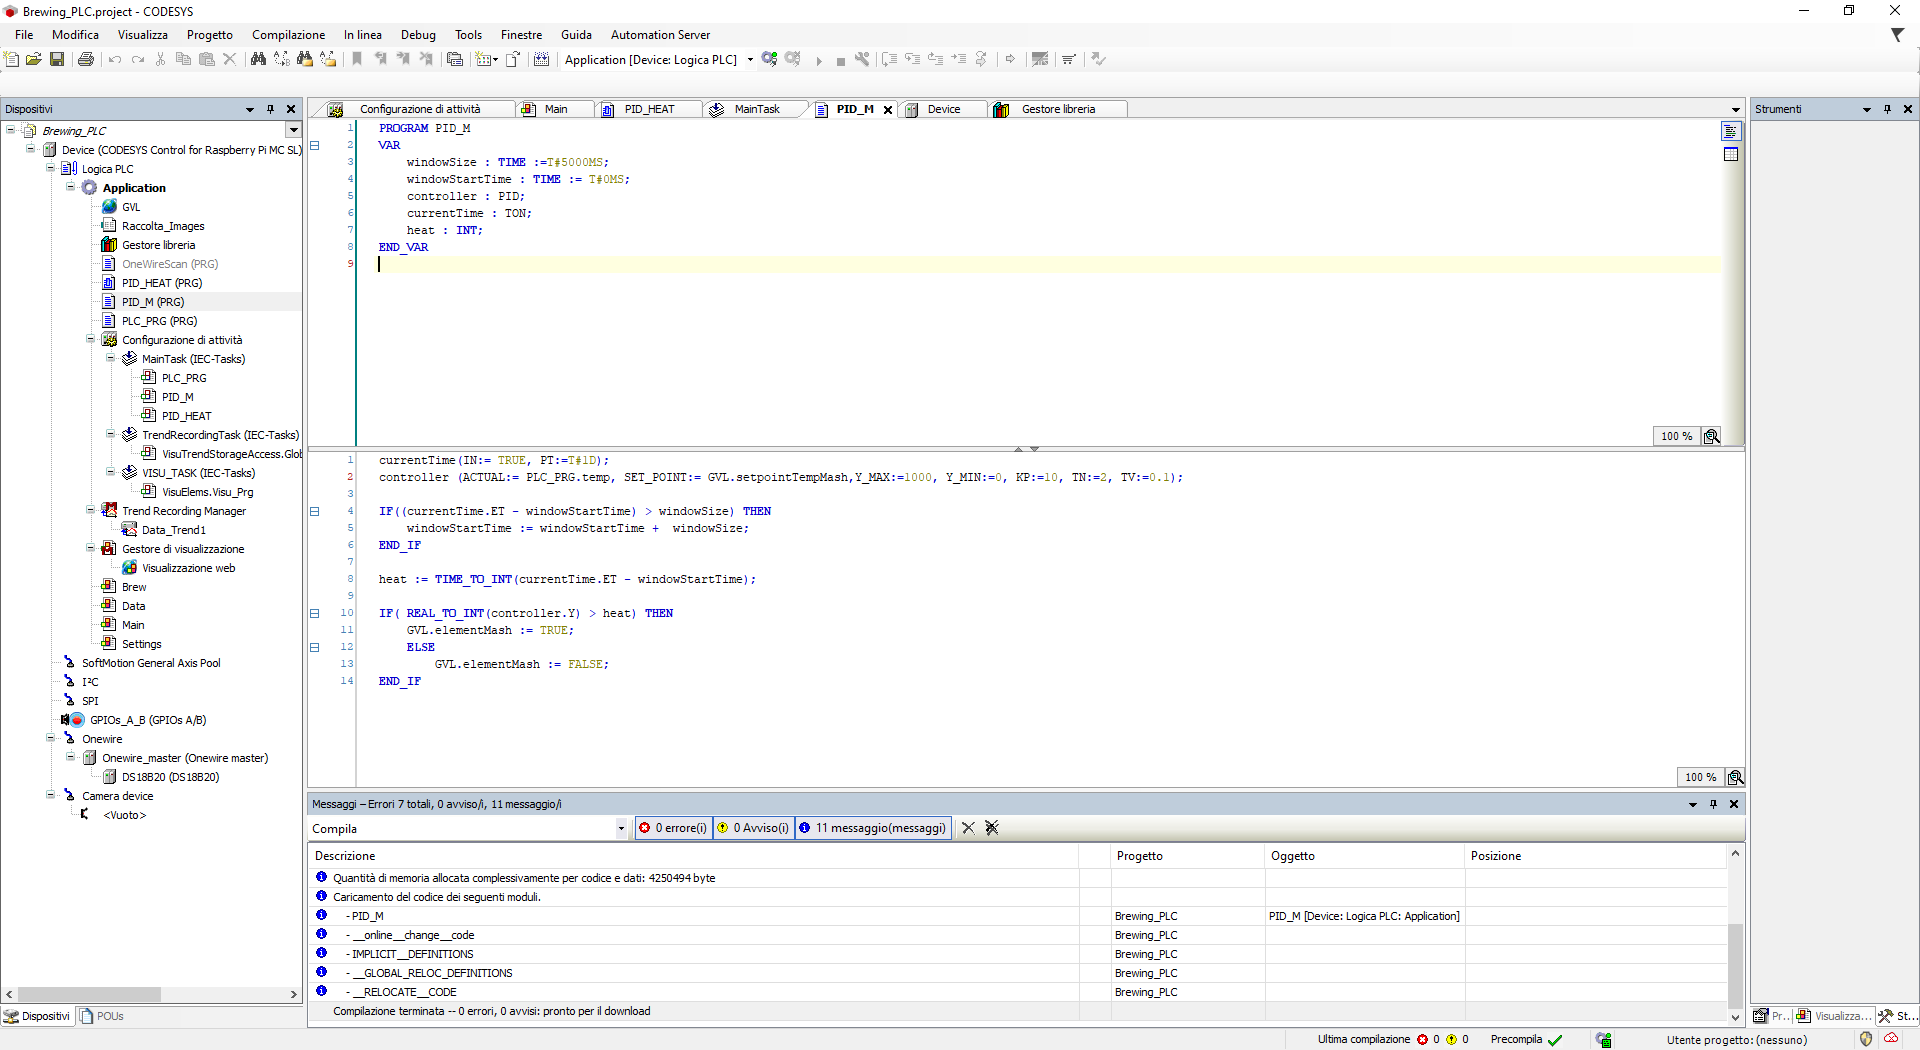 Brewing_PLC.project - CODESYS
File Modifica Visualizza Progetto Compilazione In linea Debug Tools Finestre Guida Automation Server
Application [Device: Logica PLC]
Dispositivi
Brewing_PLC
Device (CODESYS Control for Raspberry Pi MC SL)
Logica PLC
Application
GVL
Raccolta_Images
Gestore libreria
OneWireScan (PRG)
PID_HEAT (PRG)
PID_M (PRG)
PLC_PRG (PRG)
Configurazione di attività
MainTask (IEC-Tasks)
PLC_PRG
PID_M
PID_HEAT
TrendRecordingTask (IEC-Tasks)
VisuTrendStorageAccess.Glob
VISU_TASK (IEC-Tasks)
VisuElems.Visu_Prg
Trend Recording Manager
Data_Trend1
Gestore di visualizzazione
Visualizzazione web
Brew
Data
Main
Settings
SoftMotion General Axis Pool
I²C
SPI
GPIOs_A_B (GPIOs A/B)
Onewire
Onewire_master (Onewire master)
DS18B20 (DS18B20)
Camera device
<Vuoto>
Dispositivi POUs
Configurazione di attività Main PID_HEAT MainTask PID_M Device Gestore libreria
1 PROGRAM PID_M
2 VAR
3 windowSize : TIME :=T#5000MS;
4 windowStartTime : TIME := T#0MS;
5 controller : PID;
6 currentTime : TON;
7 heat : INT;
8 END_VAR
9
100 %
1 currentTime(IN:= TRUE, PT:=T#1D);
2 controller (ACTUAL:= PLC_PRG.temp, SET_POINT:= GVL.setpointTempMash,Y_MAX:=1000, Y_MIN:=0, KP:=10, TN:=2, TV:=0.1);
3
4 IF((currentTime.ET - windowStartTime) > windowSize) THEN
5 windowStartTime := windowStartTime + windowSize;
6 END_IF
7
8 heat := TIME_TO_INT(currentTime.ET - windowStartTime);
9
10 IF( REAL_TO_INT(controller.Y) > heat) THEN
11 GVL.elementMash := TRUE;
12 ELSE
13 GVL.elementMash := FALSE;
14 END_IF
100 %
Messaggi – Errori 7 totali, 0 avviso/i, 11 messaggio/i
Compila 0 errore(i) 0 Avviso(i) 11 messaggio(messaggi)
Descrizione Progetto Oggetto Posizione
Quantità di memoria allocata complessivamente per codice e dati: 4250494 byte
Caricamento del codice dei seguenti moduli.
- PID_M Brewing_PLC PID_M [Device: Logica PLC: Application]
- __online__change__code Brewing_PLC
- IMPLICIT__DEFINITIONS Brewing_PLC
- __GLOBAL_RELOC_DEFINITIONS Brewing_PLC
- __RELOCATE__CODE Brewing_PLC
Compilazione terminata -- 0 errori, 0 avvisi: pronto per il download
Strumenti
Pr... Visualizza... St...
Ultima compilazione 0 0 Precompila Utente progetto: (nessuno)